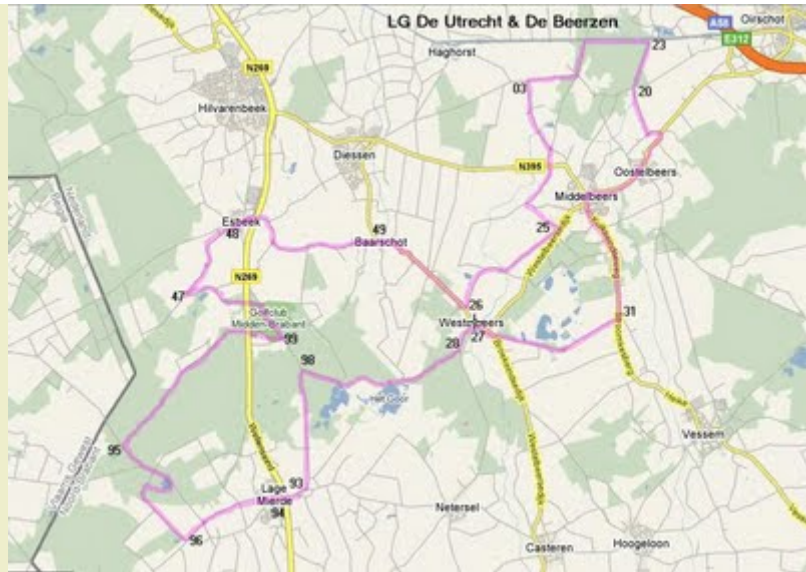 LG De Utrecht & De Beerzen
A58
Oirschot
E312
23
Haghorst
N269
03
20
Hilvarenbeek
Diessen
N395
Oostelbeers
Middelbeers
Esbeek
48
49
Baarschot
25
N269
47
26
Westelbeers
31
Golfclub
Midden-Brabant
99
28
27
98
Het Goor
Vessem
95
93
Lage
Mierde
94
Netersel
96
Casteren
Hoogeloon